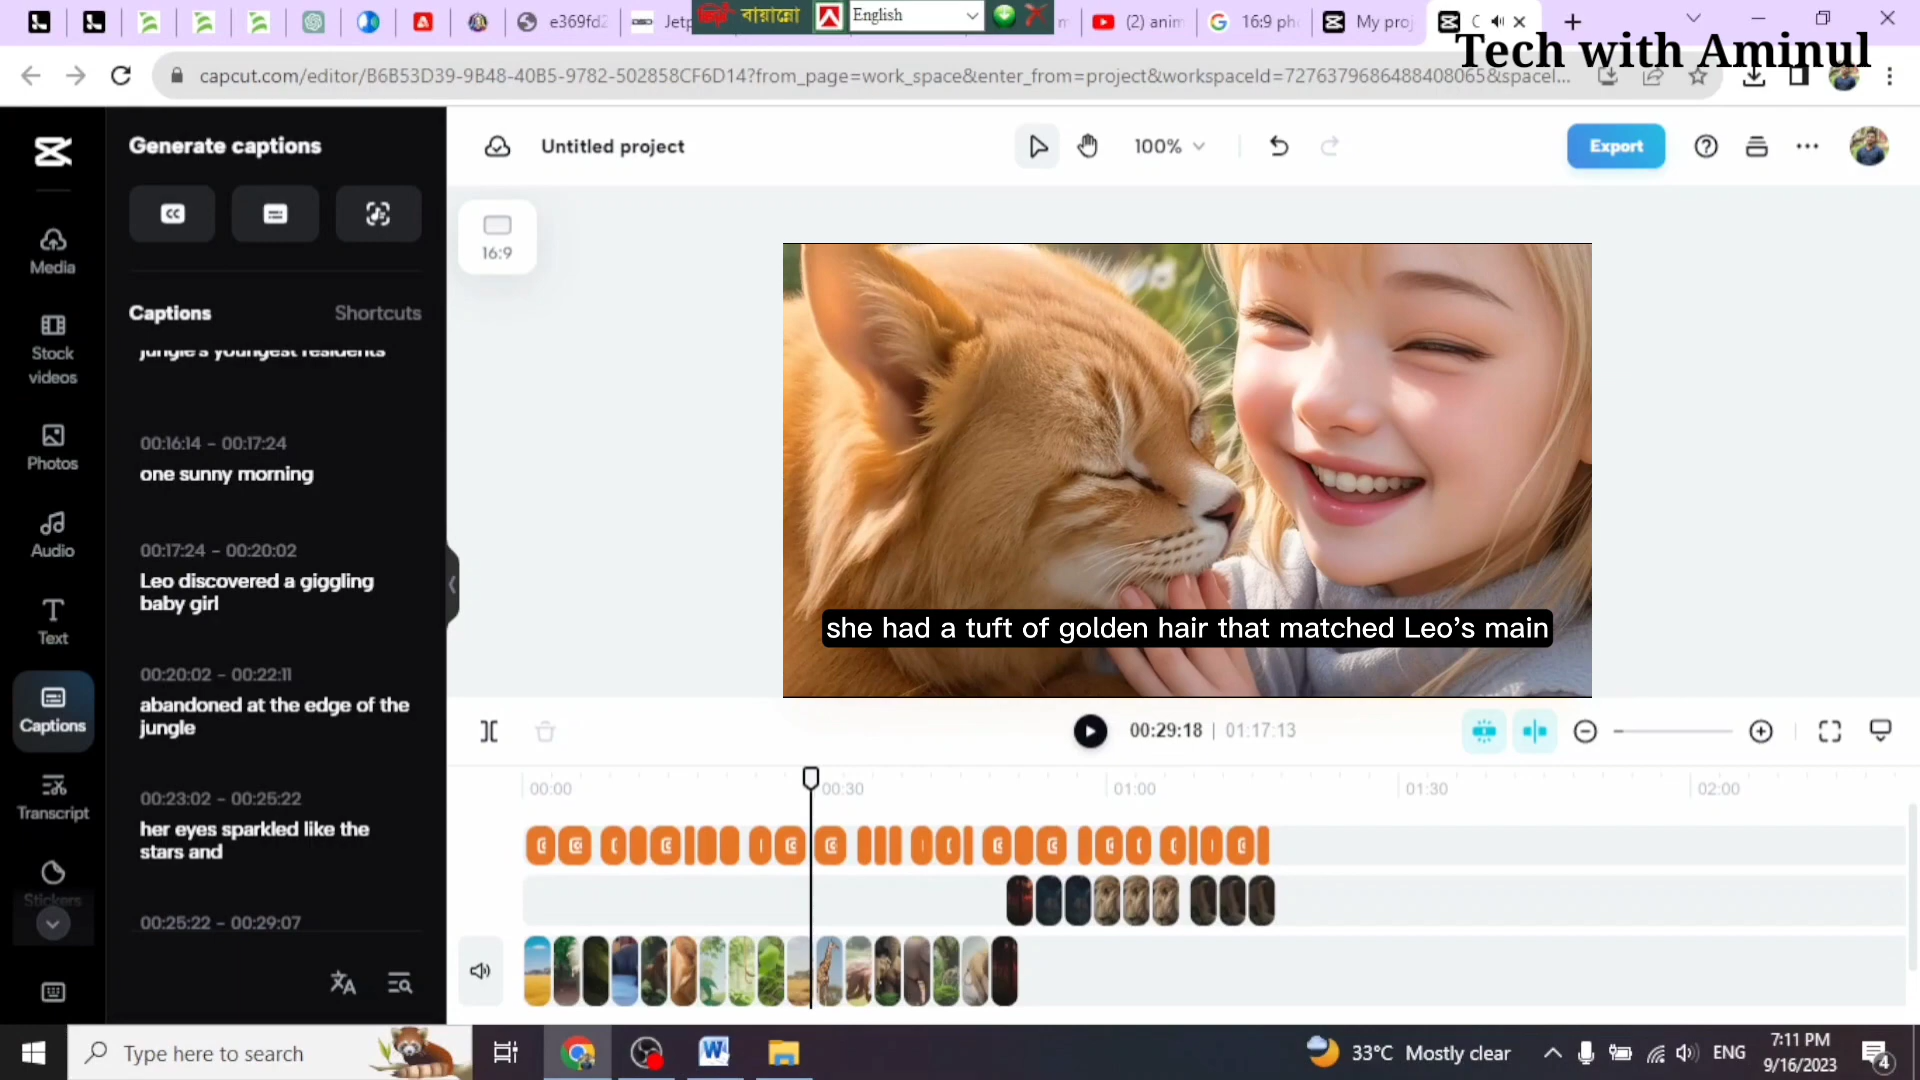 e369fd2
Jetp
বায়ান্নো
English
(2) anim
16:9 ph
My proj
C
Tech with Aminul
capcut.com/editor/B6B53D39-9B48-40B5-9782-502858CF6D14?from_page=work_space&enter_from=project&workspaceId=7276379686488408065&spaceI...
Generate captions
Untitled project
100%
Export
Media
Stock
videos
Photos
Audio
Text
Captions
Transcript
Stickers
Captions
Shortcuts
jungle's youngest residents
00:16:14 – 00:17:24
one sunny morning
00:17:24 – 00:20:02
Leo discovered a giggling
baby girl
00:20:02 – 00:22:11
abandoned at the edge of the
jungle
00:23:02 – 00:25:22
her eyes sparkled like the
stars and
00:25:22 – 00:29:07
16:9
she had a tuft of golden hair that matched Leo's main
00:29:18 | 01:17:13
00:00
00:30
01:00
01:30
02:00
Type here to search
33°C Mostly clear
ENG
7:11 PM
9/16/2023
4